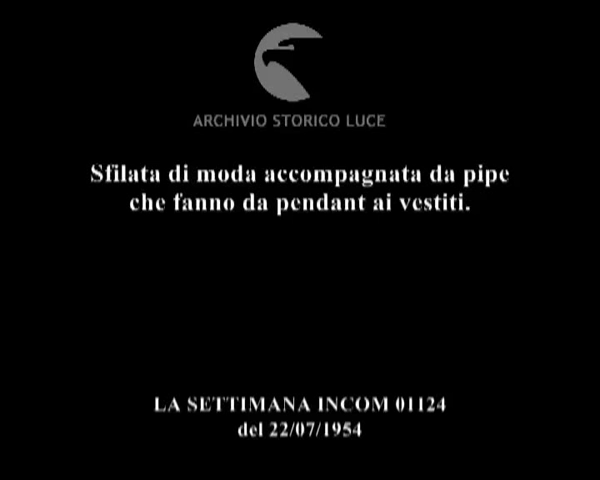 ARCHIVIO STORICO LUCE
Sfilata di moda accompagnata da pipe
che fanno da pendant ai vestiti.
LA SETTIMANA INCOM 01124
del 22/07/1954